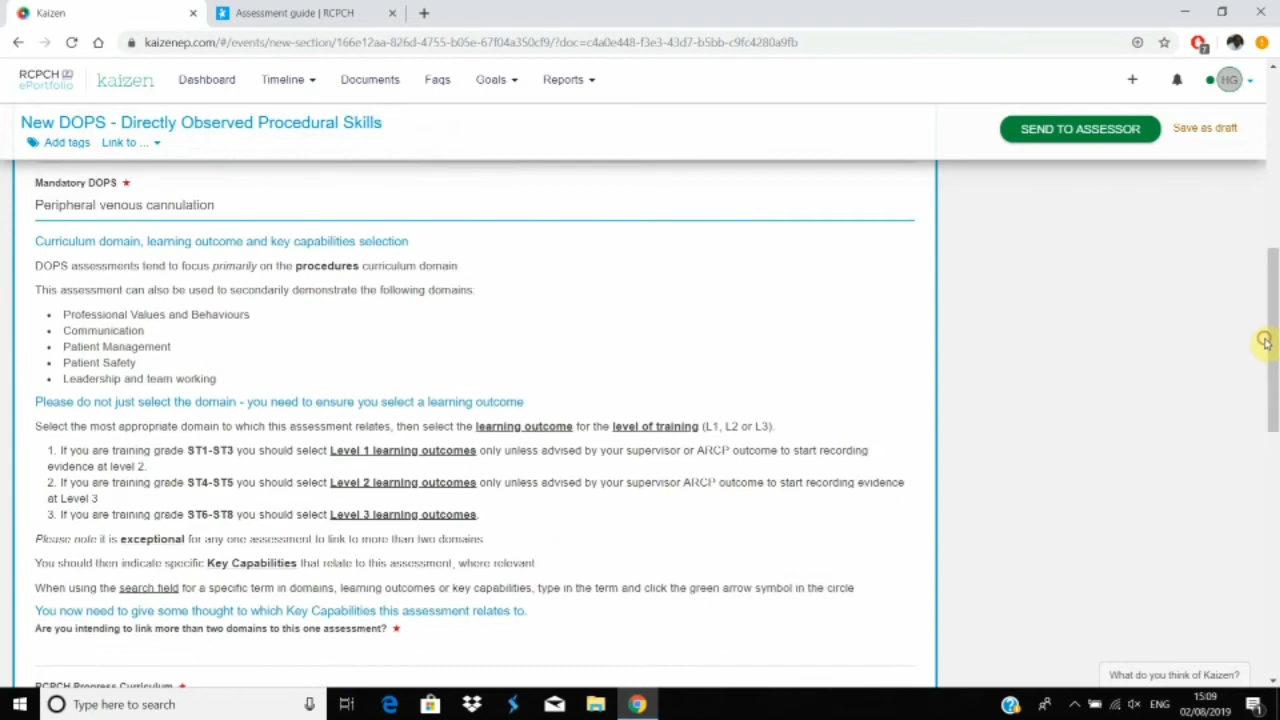 Kaizen
Assessment guide | RCPCH
kaizenep.com/#/events/new-section/166e12aa-826d-4755-b05e-67f04a350cf9/?doc=c4a0e448-f3e3-43d7-b5bb-c9fc4280a9fb
7
RCPCH
ePortfolio
kaizen
Dashboard
Timeline
Documents
Faqs
Goals
Reports
HG
New DOPS - Directly Observed Procedural Skills
Add tags Link to ...
SEND TO ASSESSOR
Save as draft
Mandatory DOPS ★
Peripheral venous cannulation
Curriculum domain, learning outcome and key capabilities selection
DOPS assessments tend to focus primarily on the procedures curriculum domain
This assessment can also be used to secondarily demonstrate the following domains:
• Professional Values and Behaviours
• Communication
• Patient Management
• Patient Safety
• Leadership and team working
Please do not just select the domain - you need to ensure you select a learning outcome
Select the most appropriate domain to which this assessment relates, then select the learning outcome for the level of training (L1, L2 or L3).
1. If you are training grade ST1-ST3 you should select Level 1 learning outcomes only unless advised by your supervisor or ARCP outcome to start recording
evidence at level 2.
2. If you are training grade ST4-ST5 you should select Level 2 learning outcomes only unless advised by your supervisor ARCP outcome to start recording evidence
at Level 3
3. If you are training grade ST6-ST8 you should select Level 3 learning outcomes.
Please note it is exceptional for any one assessment to link to more than two domains
You should then indicate specific Key Capabilities that relate to this assessment, where relevant
When using the search field for a specific term in domains, learning outcomes or key capabilities, type in the term and click the green arrow symbol in the circle
You now need to give some thought to which Key Capabilities this assessment relates to.
Are you intending to link more than two domains to this one assessment? ★
RCPCH Progress Curriculum ★
What do you think of Kaizen?
Type here to search
ENG
15:09
02/08/2019
1